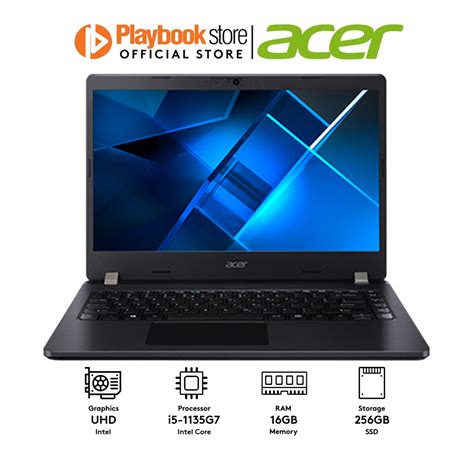 Playbook store
OFFICIAL STORE
acer
acer
Graphics
UHD
Intel
Processor
i5-1135G7
Intel Core
RAM
16GB
Memory
Storage
256GB
SSD